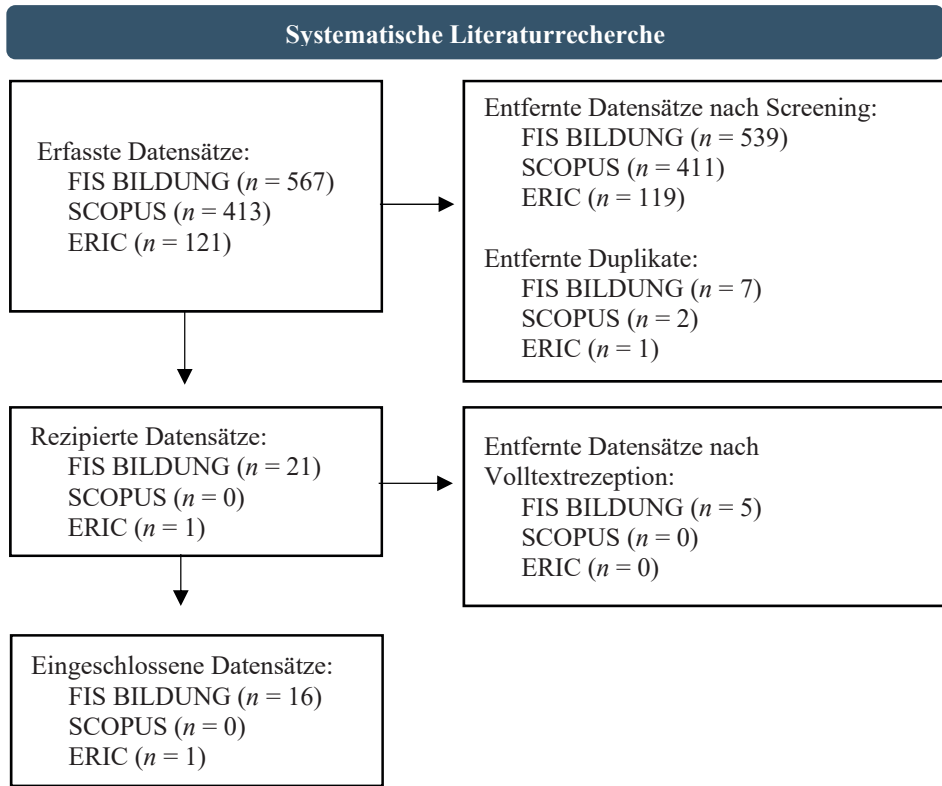 Systematische Literaturrecherche
Erfasste Datensätze:
FIS BILDUNG (n = 567)
SCOPUS (n = 413)
ERIC (n = 121)
Entfernte Datensätze nach Screening:
FIS BILDUNG (n = 539)
SCOPUS (n = 411)
ERIC (n = 119)
Entfernte Duplikate:
FIS BILDUNG (n = 7)
SCOPUS (n = 2)
ERIC (n = 1)
Rezipierte Datensätze:
FIS BILDUNG (n = 21)
SCOPUS (n = 0)
ERIC (n = 1)
Entfernte Datensätze nach
Volltextrezeption:
FIS BILDUNG (n = 5)
SCOPUS (n = 0)
ERIC (n = 0)
Eingeschlossene Datensätze:
FIS BILDUNG (n = 16)
SCOPUS (n = 0)
ERIC (n = 1)